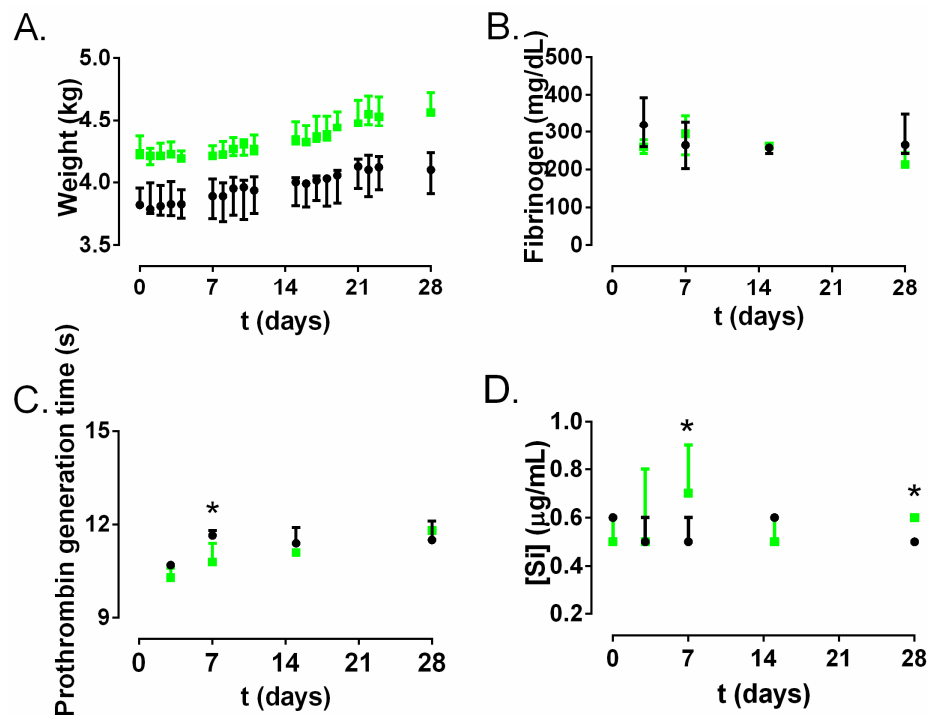 A.
Weight (kg)
5.0
4.5
4.0
3.5
0 7 14 21 28
t (days)
B.
Fibrinogen (mg/dL)
500
400
300
200
100
0
0 7 14 21 28
t (days)
C.
Prothrombin generation time (s)
15
12
9
*
0 7 14 21 28
t (days)
D.
[Si] (µg/mL)
1.0
0.8
0.6
0.4
0.2
*
*
0 7 14 21 28
t (days)